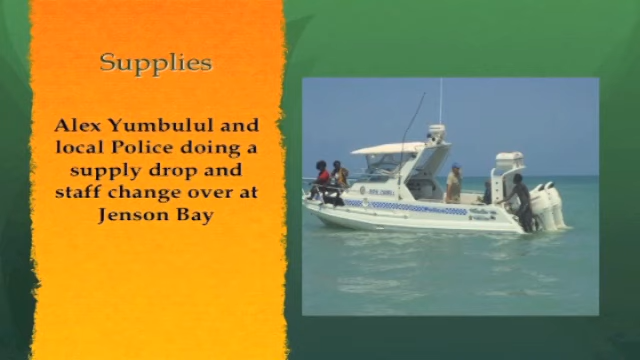 Supplies
Alex Yumbulul and
local Police doing a
supply drop and
staff change over at
Jenson Bay